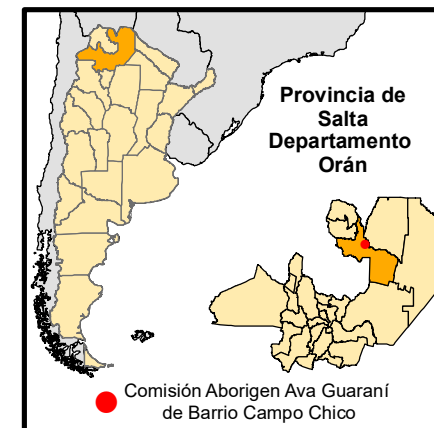 Provincia de
Salta
Departamento
Orán
Comisión Aborigen Ava Guaraní
de Barrio Campo Chico